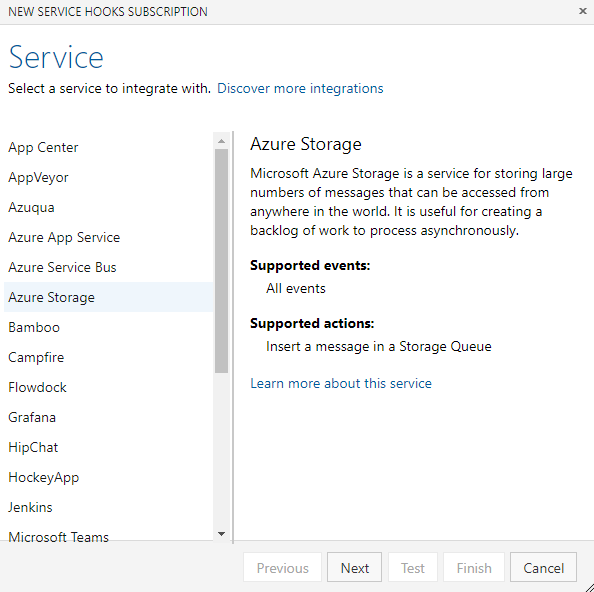 NEW SERVICE HOOKS SUBSCRIPTION
Service
Select a service to integrate with. Discover more integrations
App Center
AppVeyor
Azuqua
Azure App Service
Azure Service Bus
Azure Storage
Bamboo
Campfire
Flowdock
Grafana
HipChat
HockeyApp
Jenkins
Microsoft Teams
Azure Storage
Microsoft Azure Storage is a service for storing large
numbers of messages that can be accessed from
anywhere in the world. It is useful for creating a
backlog of work to process asynchronously.
Supported events:
All events
Supported actions:
Insert a message in a Storage Queue
Learn more about this service
Previous Next Test Finish Cancel